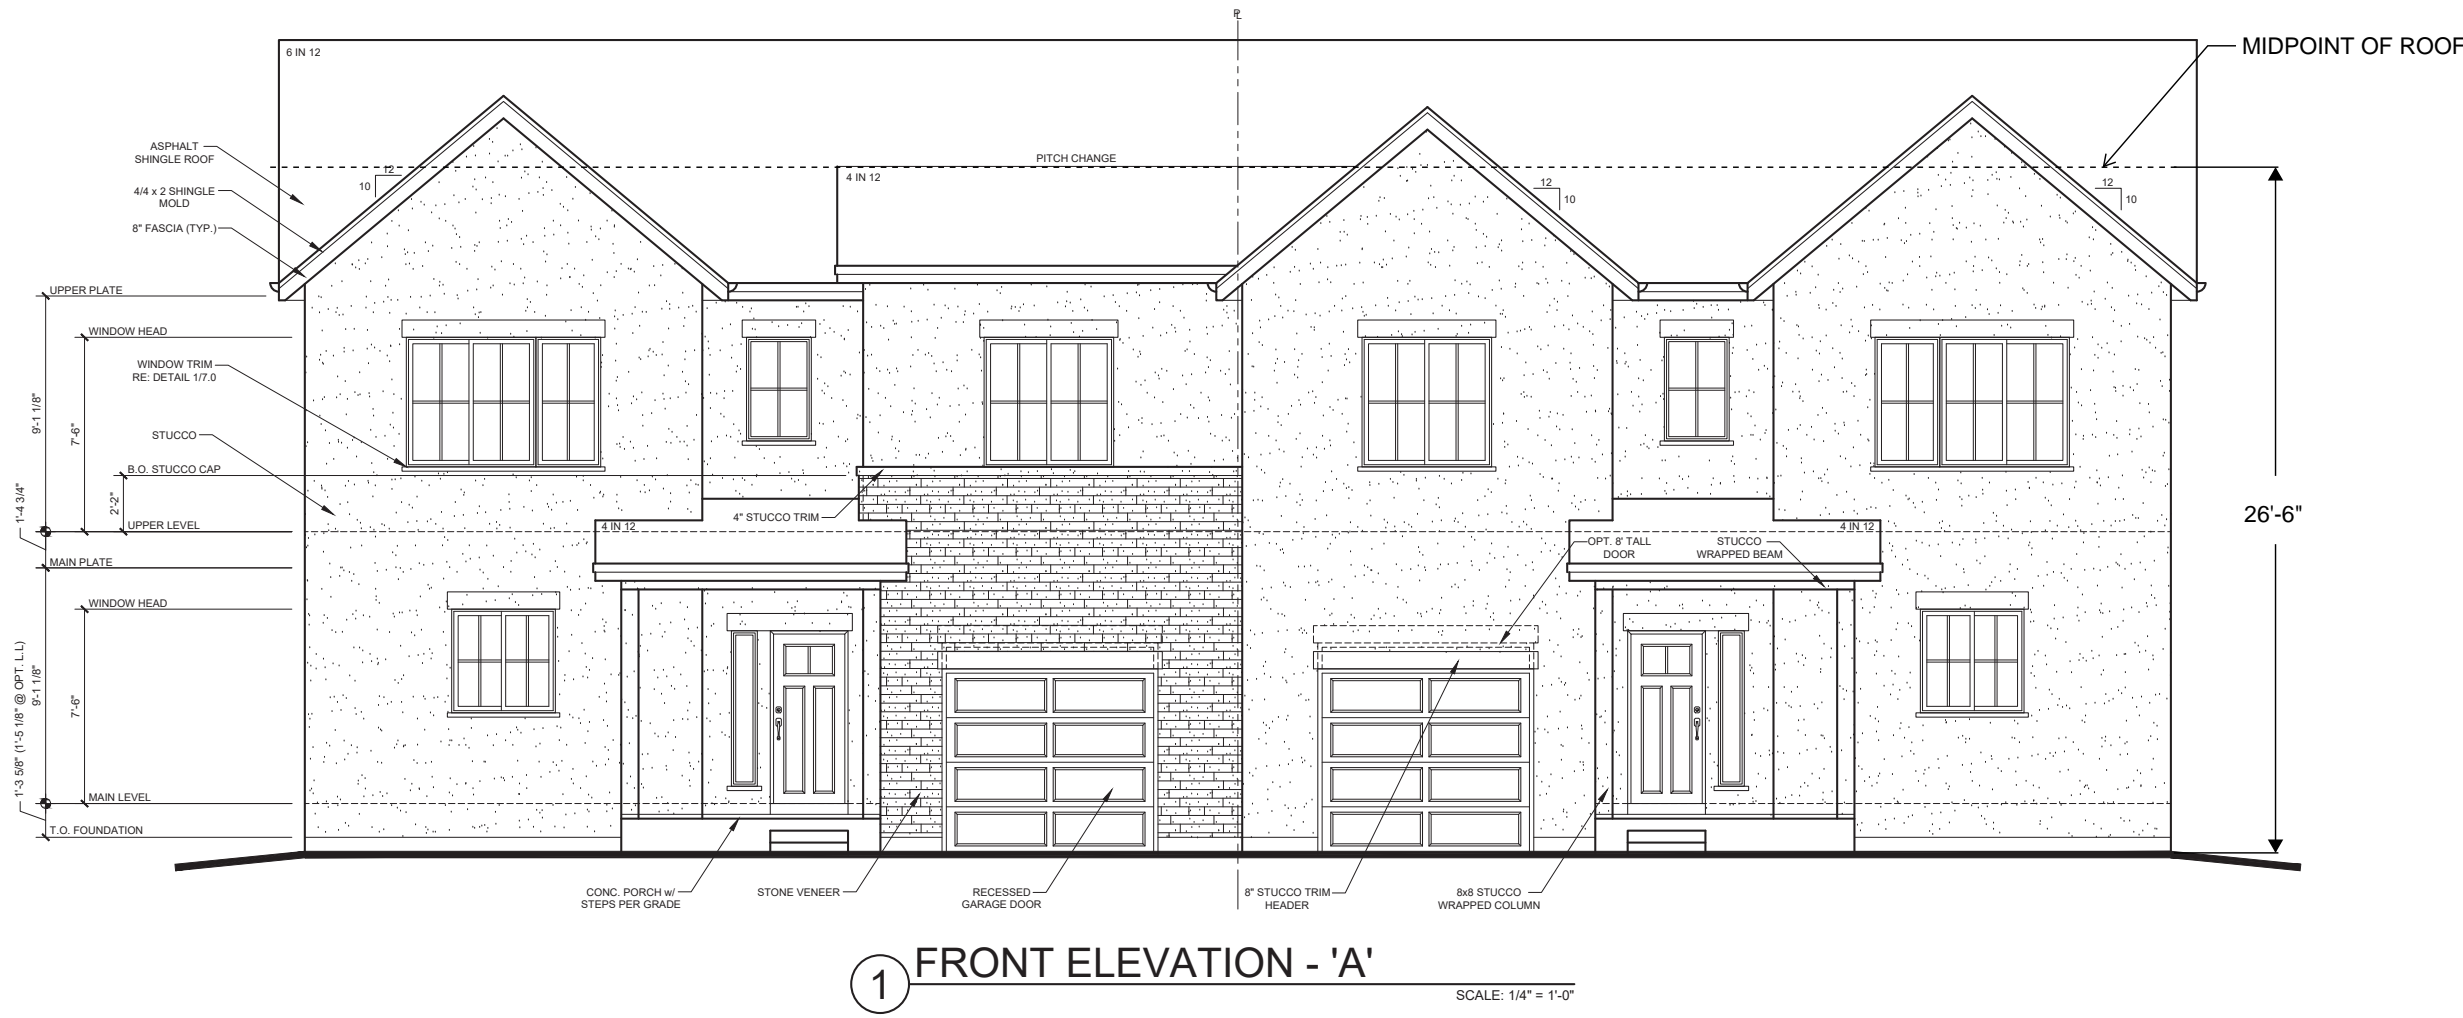 PL
6 IN 12
MIDPOINT OF ROOF
ASPHALT
SHINGLE ROOF
PITCH CHANGE
4 IN 12
12
10
12
10
12
10
4/4 x 2 SHINGLE
MOLD
8" FASCIA (TYP.)
UPPER PLATE
WINDOW HEAD
WINDOW TRIM
RE: DETAIL 1/7.0
9'-1 1/8"
7'-6"
STUCCO
B.O. STUCCO CAP
2'-2"
1'-4 3/4"
UPPER LEVEL
4" STUCCO TRIM
4 IN 12
4 IN 12
26'-6"
OPT. 8' TALL
DOOR
STUCCO
WRAPPED BEAM
MAIN PLATE
WINDOW HEAD
9'-1 1/8"
7'-6"
1'-3 5/8" (1'-5 1/8" @ OPT. L.L)
MAIN LEVEL
T.O. FOUNDATION
CONC. PORCH w/
STEPS PER GRADE
STONE VENEER
RECESSED
GARAGE DOOR
8" STUCCO TRIM
HEADER
8x8 STUCCO
WRAPPED COLUMN
1
FRONT ELEVATION - 'A'
SCALE: 1/4" = 1'-0"